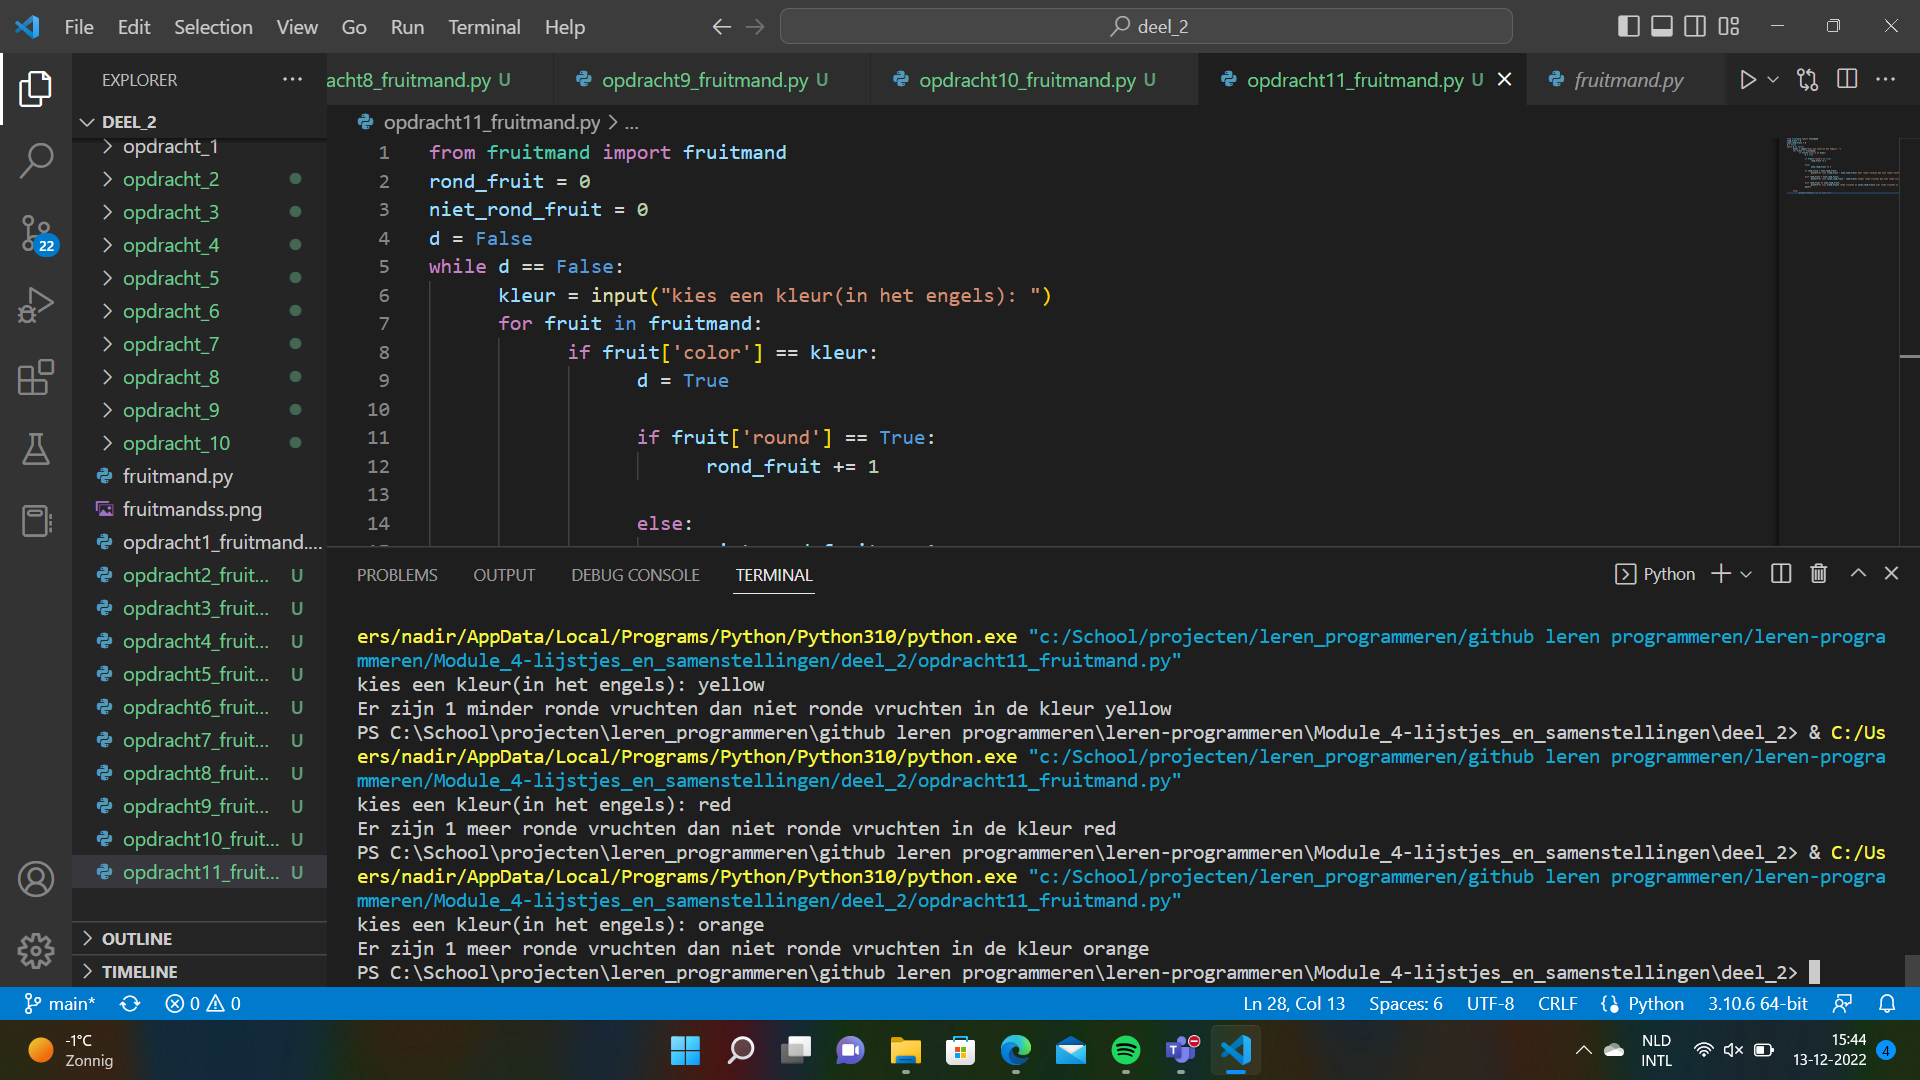 File Edit Selection View Go Run Terminal Help
deel_2
EXPLORER
acht8_fruitmand.py U
opdracht9_fruitmand.py U
opdracht10_fruitmand.py U
opdracht11_fruitmand.py U
fruitmand.py
DEEL_2
opdracht_1
opdracht_2
opdracht_3
opdracht_4
opdracht_5
opdracht_6
opdracht_7
opdracht_8
opdracht_9
opdracht_10
fruitmand.py
fruitmandss.png
opdracht1_fruitmand....
opdracht2_fruit... U
opdracht3_fruit... U
opdracht4_fruit... U
opdracht5_fruit... U
opdracht6_fruit... U
opdracht7_fruit... U
opdracht8_fruit... U
opdracht9_fruit... U
opdracht10_fruit... U
opdracht11_fruit... U
OUTLINE
TIMELINE
22
opdracht11_fruitmand.py > ...
1 from fruitmand import fruitmand
2 rond_fruit = 0
3 niet_rond_fruit = 0
4 d = False
5 while d == False:
6 kleur = input("kies een kleur(in het engels): ")
7 for fruit in fruitmand:
8 if fruit['color'] == kleur:
9 d = True
10
11 if fruit['round'] == True:
12 rond_fruit += 1
13
14 else:
PROBLEMS OUTPUT DEBUG CONSOLE TERMINAL
Python
ers/nadir/AppData/Local/Programs/Python/Python310/python.exe "c:/School/projecten/leren_programmeren/github leren programmeren/leren-progra
mmeren/Module_4-lijstjes_en_samenstellingen/deel_2/opdracht11_fruitmand.py"
kies een kleur(in het engels): yellow
Er zijn 1 minder ronde vruchten dan niet ronde vruchten in de kleur yellow
PS C:\School\projecten\leren_programmeren\github leren programmeren\leren-programmeren\Module_4-lijstjes_en_samenstellingen\deel_2> & C:/Us
ers/nadir/AppData/Local/Programs/Python/Python310/python.exe "c:/School/projecten/leren_programmeren/github leren programmeren/leren-progra
mmeren/Module_4-lijstjes_en_samenstellingen/deel_2/opdracht11_fruitmand.py"
kies een kleur(in het engels): red
Er zijn 1 meer ronde vruchten dan niet ronde vruchten in de kleur red
PS C:\School\projecten\leren_programmeren\github leren programmeren\leren-programmeren\Module_4-lijstjes_en_samenstellingen\deel_2> & C:/Us
ers/nadir/AppData/Local/Programs/Python/Python310/python.exe "c:/School/projecten/leren_programmeren/github leren programmeren/leren-progra
mmeren/Module_4-lijstjes_en_samenstellingen/deel_2/opdracht11_fruitmand.py"
kies een kleur(in het engels): orange
Er zijn 1 meer ronde vruchten dan niet ronde vruchten in de kleur orange
PS C:\School\projecten\leren_programmeren\github leren programmeren\leren-programmeren\Module_4-lijstjes_en_samenstellingen\deel_2>
main* 0 0
Ln 28, Col 13 Spaces: 6 UTF-8 CRLF Python 3.10.6 64-bit
-1°C
Zonnig
NLD
INTL
15:44
13-12-2022
4